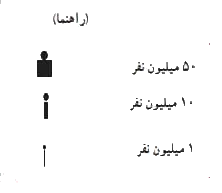 (راهنما)
۵۰ میلیون نفر
۱۰ میلیون نفر
۱ میلیون نفر